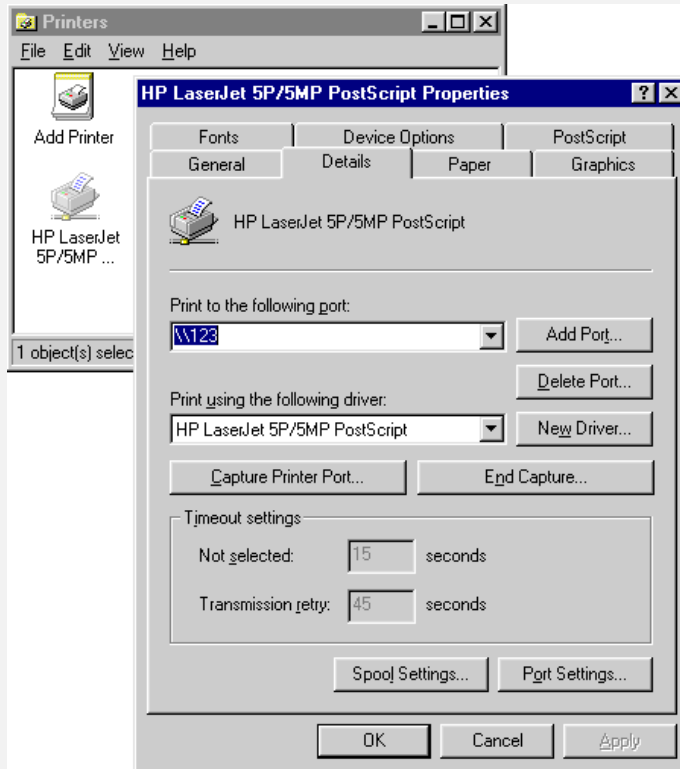 Printers
File Edit View Help
Add Printer
HP LaserJet
5P/5MP ...
1 object(s) selec
HP LaserJet 5P/5MP PostScript Properties
Fonts Device Options PostScript
General Details Paper Graphics
HP LaserJet 5P/5MP PostScript
Print to the following port:
\\123
Add Port...
Delete Port...
Print using the following driver:
HP LaserJet 5P/5MP PostScript
New Driver...
Capture Printer Port... End Capture...
Timeout settings
Not selected: 15 seconds
Transmission retry: 45 seconds
Spool Settings... Port Settings...
OK Cancel Apply